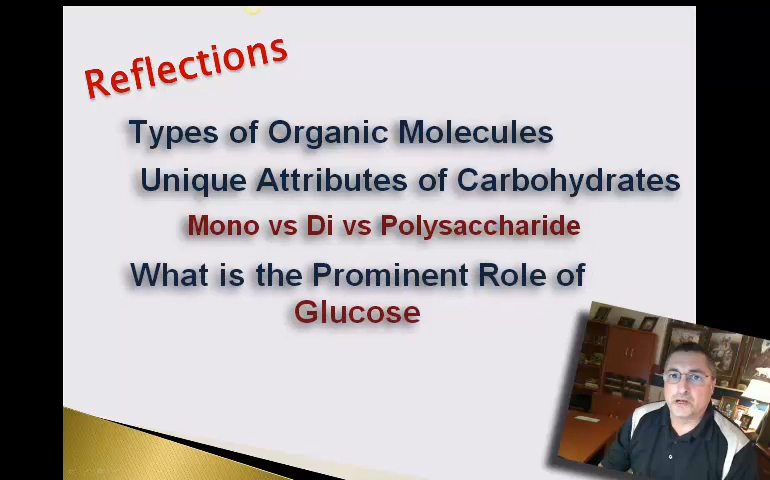 Reflections
Types of Organic Molecules
Unique Attributes of Carbohydrates
Mono vs Di vs Polysaccharide
What is the Prominent Role of
Glucose